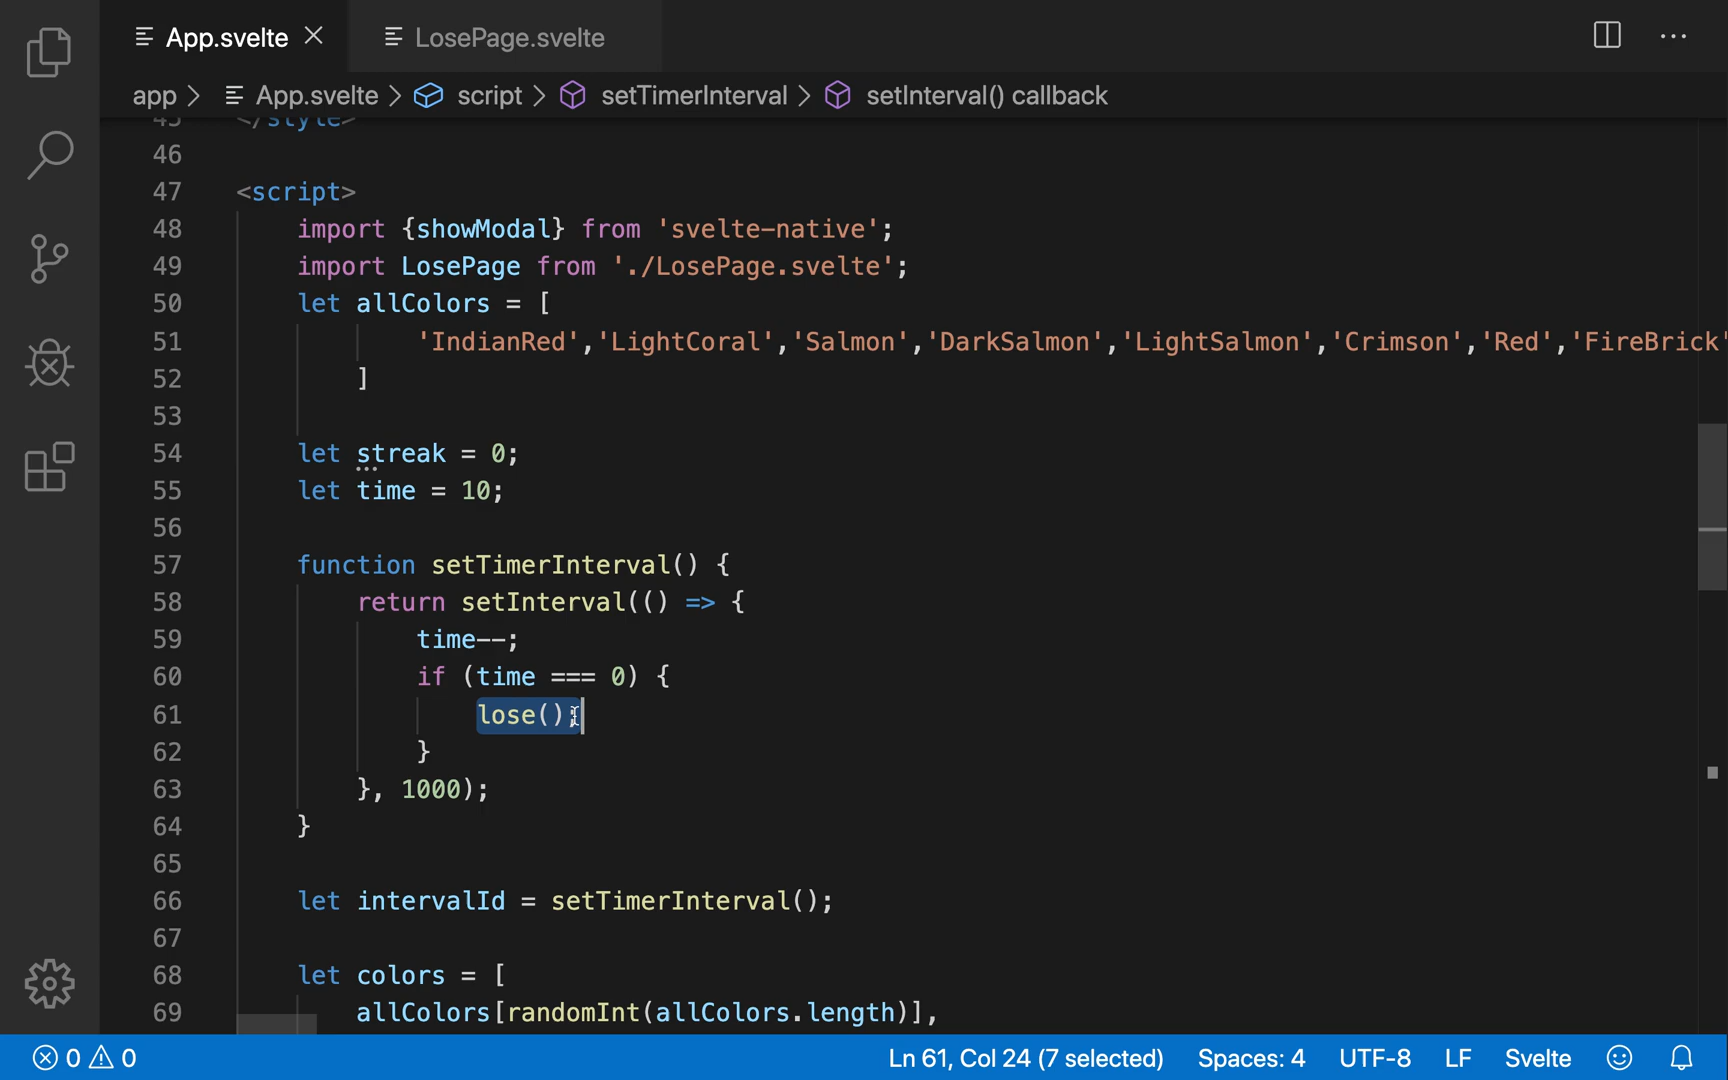 App.svelte
LosePage.svelte
app > App.svelte > script > setTimerInterval > setInterval() callback
45 </style>
46
47 <script>
48 import {showModal} from 'svelte-native';
49 import LosePage from './LosePage.svelte';
50 let allColors = [
51 'IndianRed','LightCoral','Salmon','DarkSalmon','LightSalmon','Crimson','Red','FireBrick'
52 ]
53
54 let streak = 0;
55 let time = 10;
56
57 function setTimerInterval() {
58 return setInterval(() => {
59 time--;
60 if (time === 0) {
61 lose();
62 }
63 }, 1000);
64 }
65
66 let intervalId = setTimerInterval();
67
68 let colors = [
69 allColors[randomInt(allColors.length)],
0 0 Ln 61, Col 24 (7 selected) Spaces: 4 UTF-8 LF Svelte